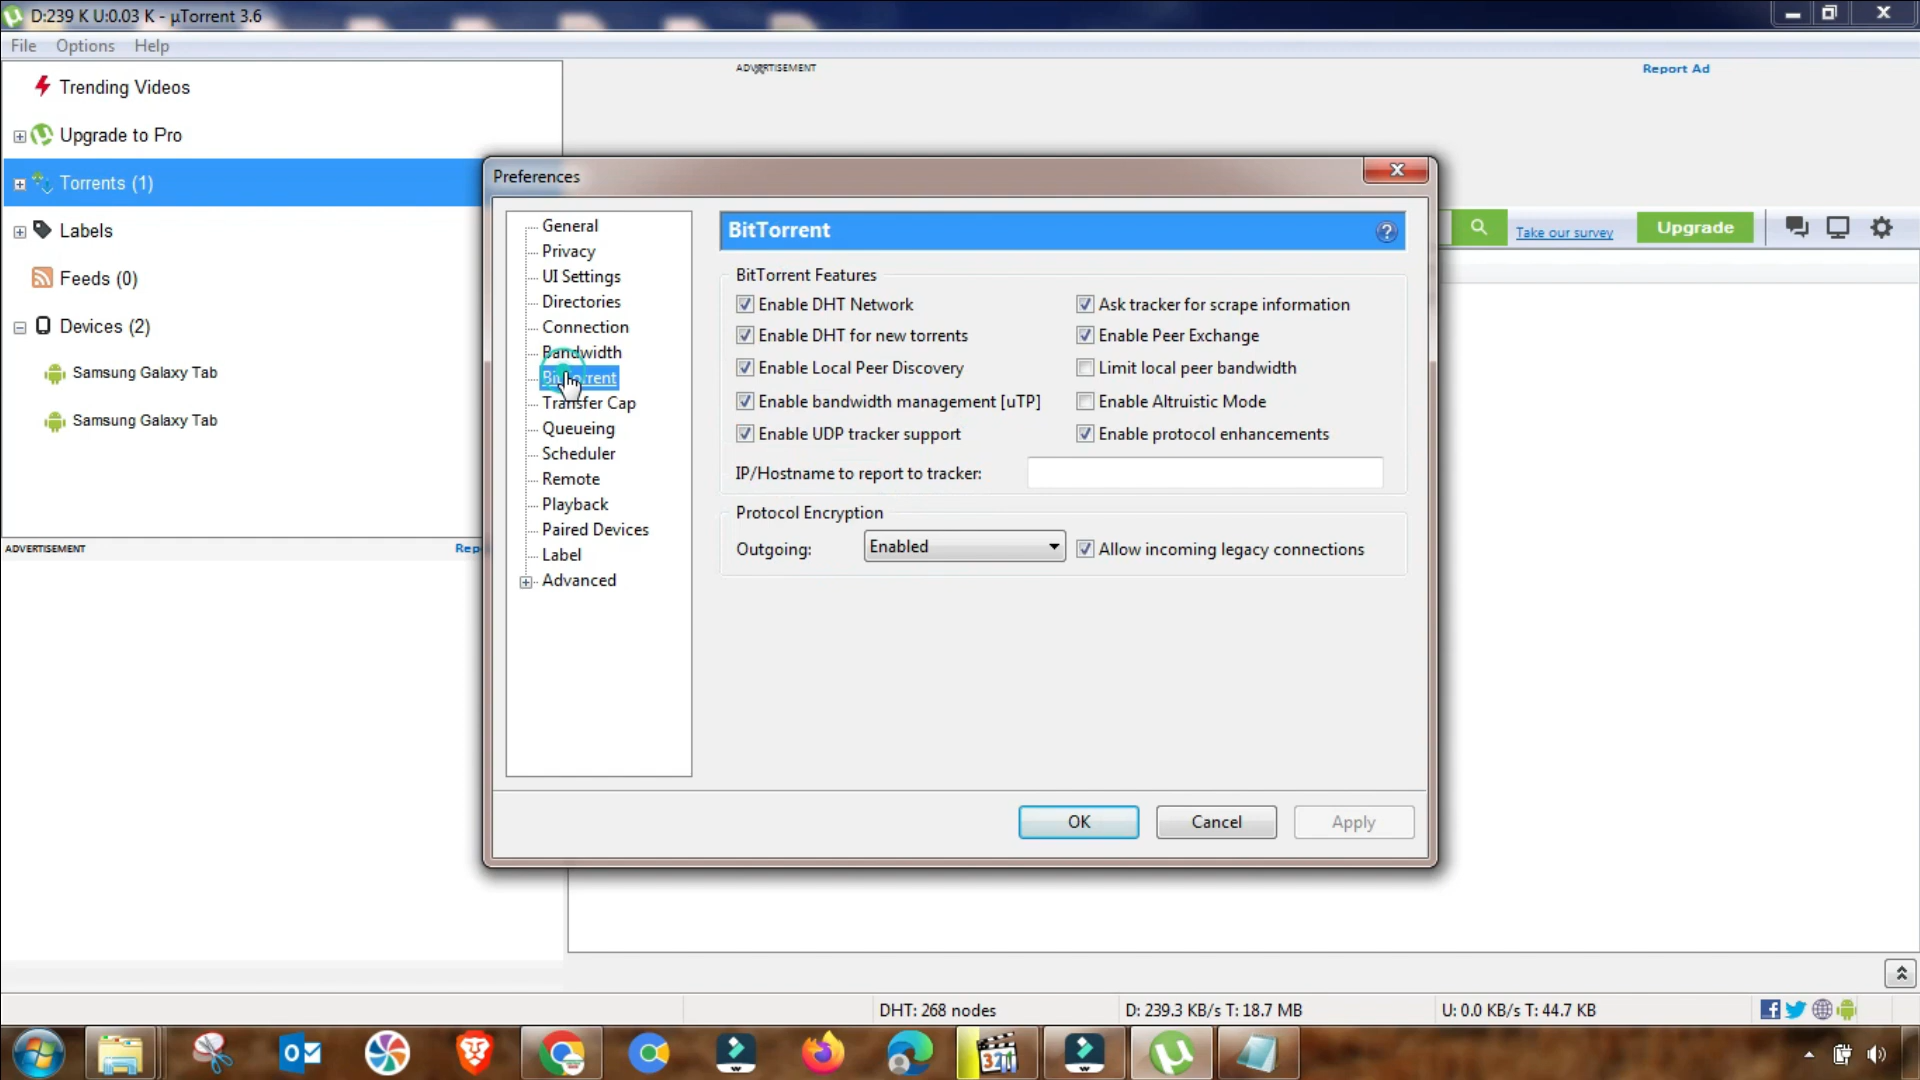 D:239 K U:0.03 K - µTorrent 3.6
File Options Help
ADVERTISEMENT
Report Ad
Trending Videos
Upgrade to Pro
Torrents (1)
Labels
Feeds (0)
Devices (2)
Samsung Galaxy Tab
Samsung Galaxy Tab
ADVERTISEMENT Rep
Take our survey Upgrade
Preferences
General
Privacy
UI Settings
Directories
Connection
Bandwidth
BitTorrent
Transfer Cap
Queueing
Scheduler
Remote
Playback
Paired Devices
Label
Advanced
BitTorrent ?
BitTorrent Features
Enable DHT Network Ask tracker for scrape information
Enable DHT for new torrents Enable Peer Exchange
Enable Local Peer Discovery Limit local peer bandwidth
Enable bandwidth management [uTP] Enable Altruistic Mode
Enable UDP tracker support Enable protocol enhancements
IP/Hostname to report to tracker:
Protocol Encryption
Outgoing: Enabled Allow incoming legacy connections
OK Cancel Apply
DHT: 268 nodes D: 239.3 KB/s T: 18.7 MB U: 0.0 KB/s T: 44.7 KB
321